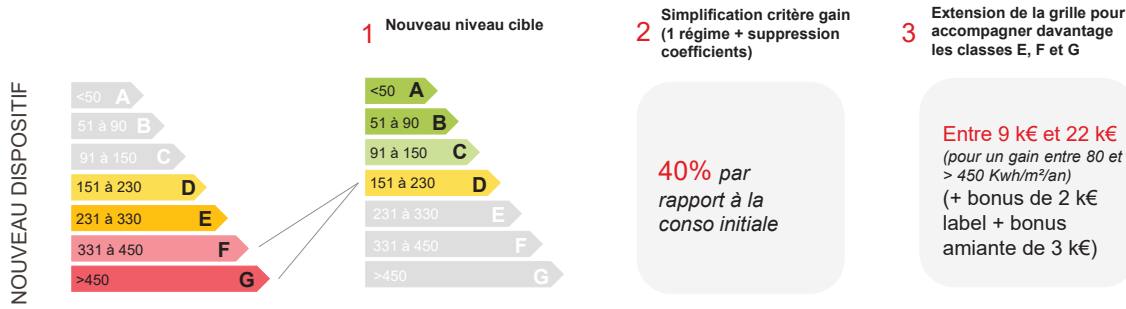 NOUVEAU DISPOSITIF
<50 A
51 à 90 B
91 à 150 C
151 à 230 D
231 à 330 E
331 à 450 F
>450 G
1 Nouveau niveau cible
<50 A
51 à 90 B
91 à 150 C
151 à 230 D
231 à 330 E
331 à 450 F
>450 G
2 Simplification critère gain
(1 régime + suppression
coefficients)
40% par
rapport à la
conso initiale
3 Extension de la grille pour
accompagner davantage
les classes E, F et G
Entre 9 k€ et 22 k€
(pour un gain entre 80 et
> 450 Kwh/m²/an)
(+ bonus de 2 k€
label + bonus
amiante de 3 k€)